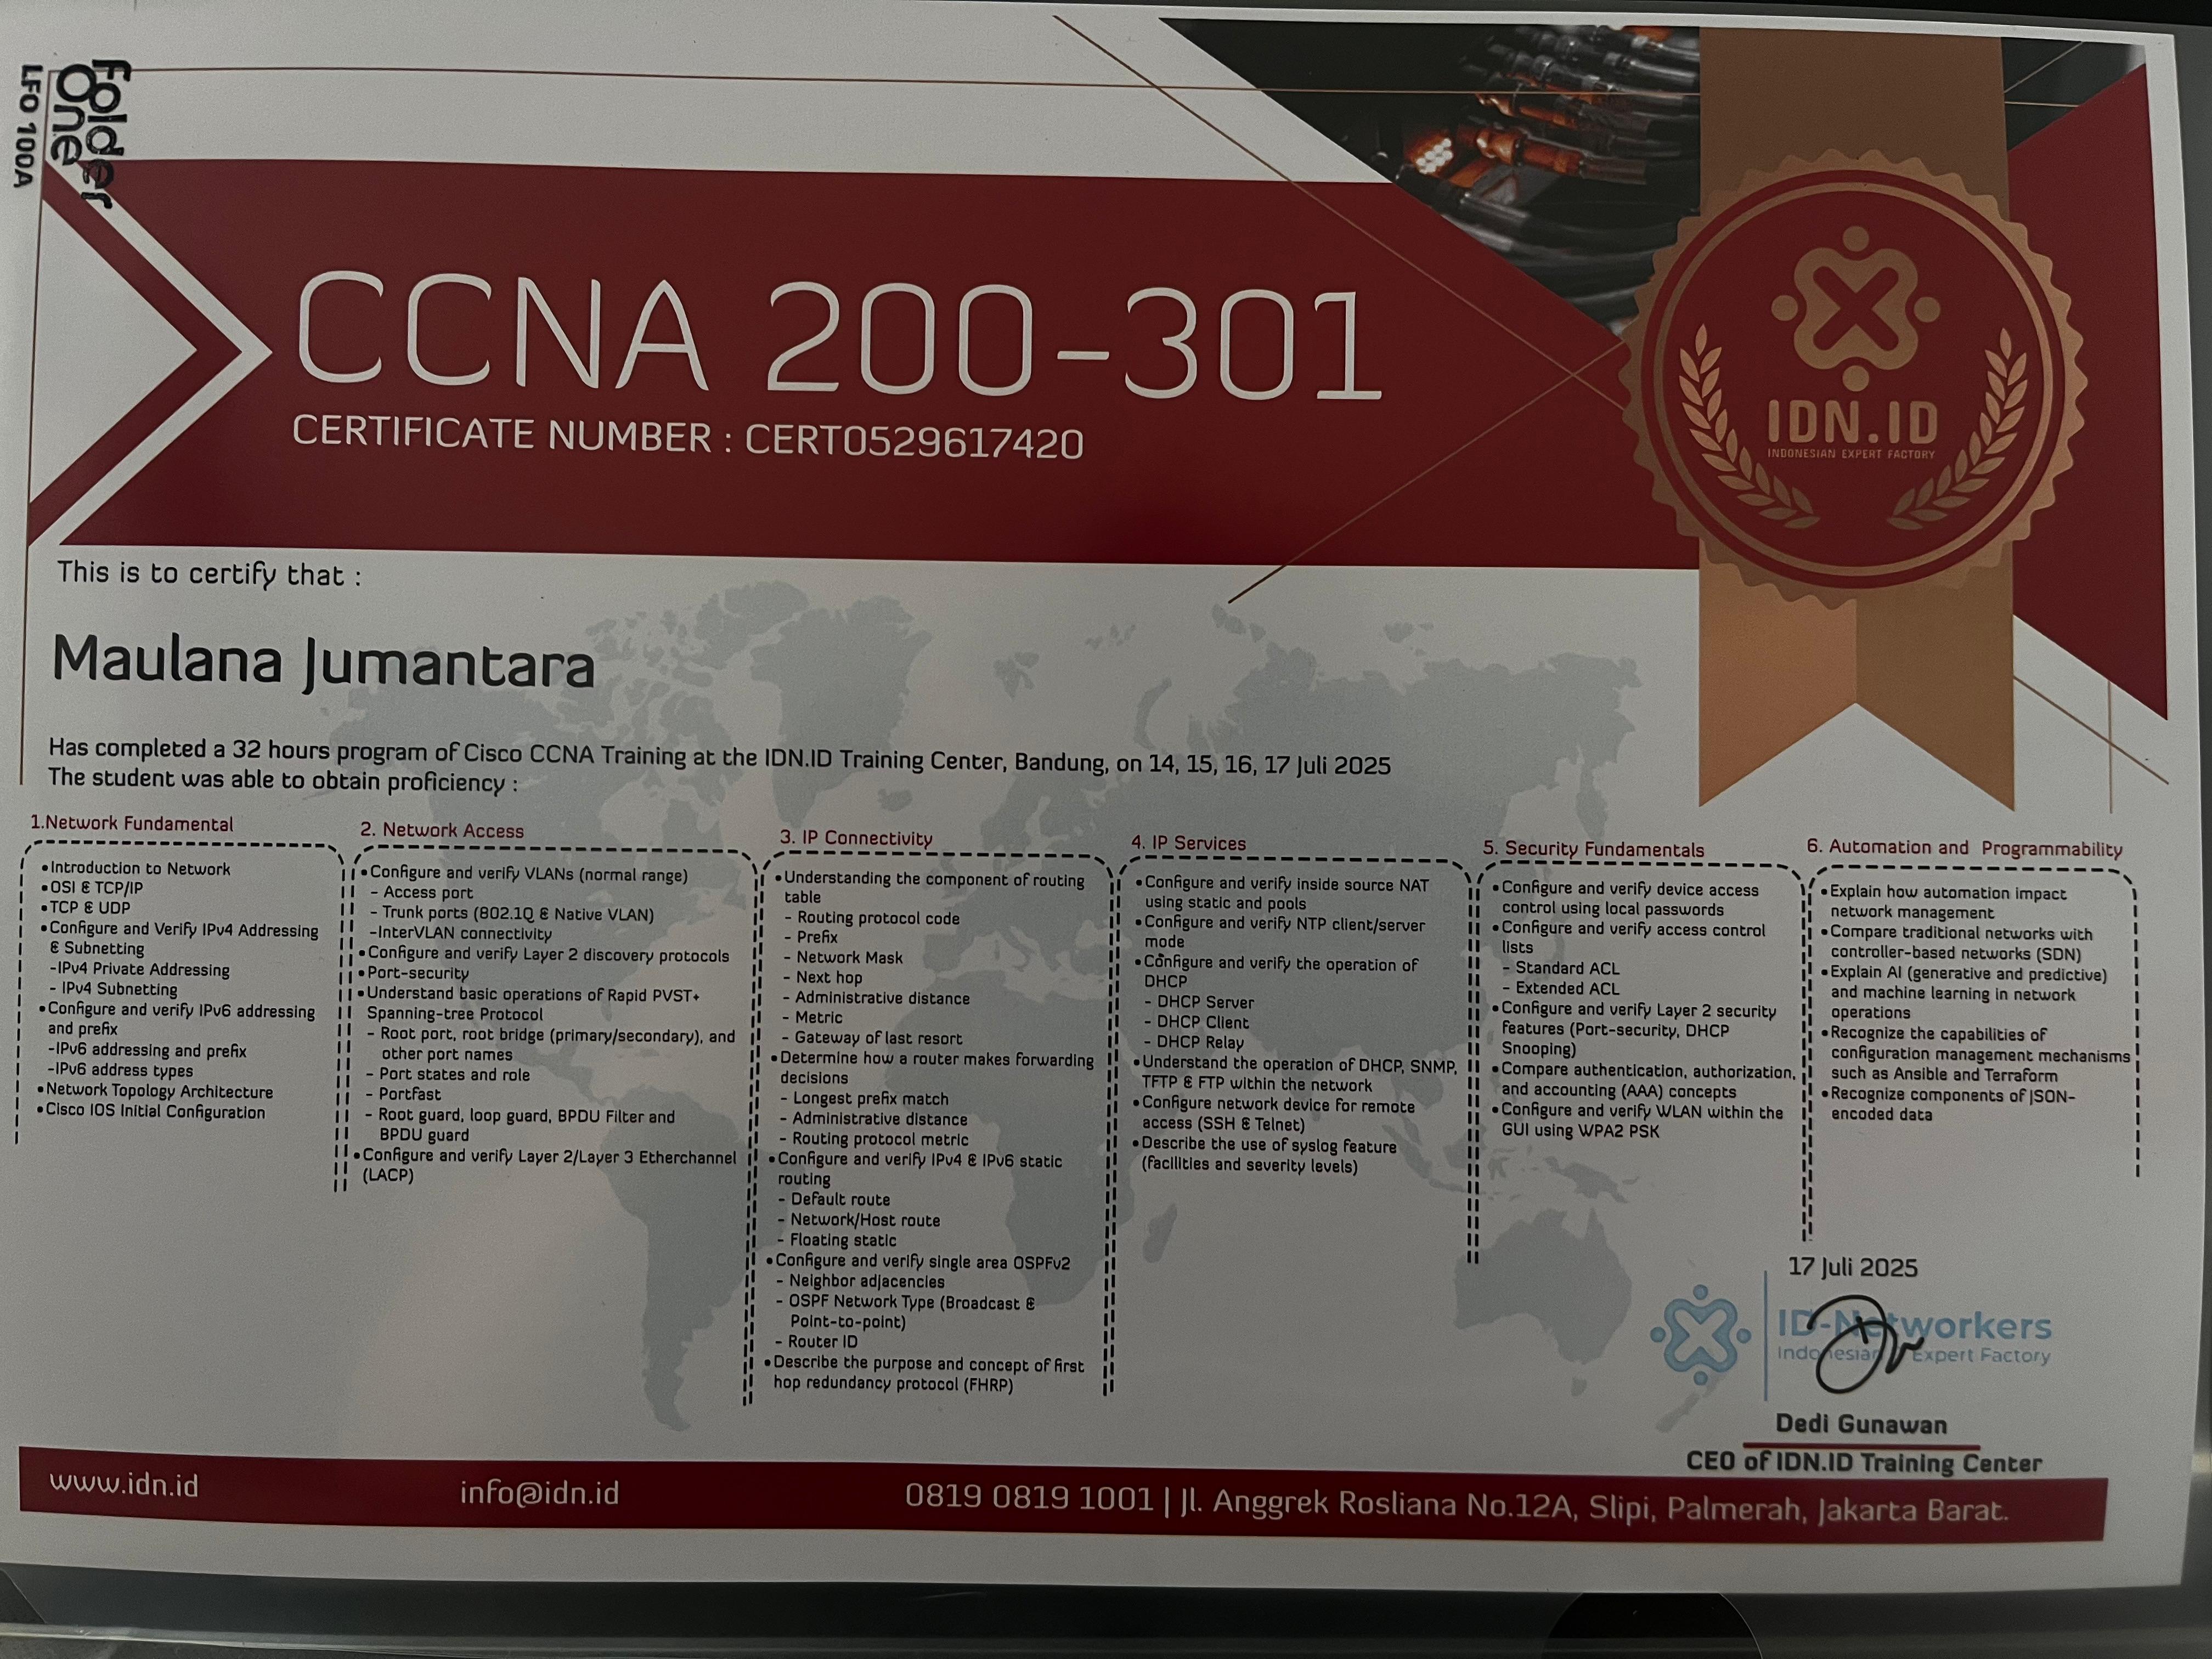 Folder
One
LFO 100A
CCNA 200-301
CERTIFICATE NUMBER : CERT0529617420
IDN.ID
INDONESIAN EXPERT FACTORY
This is to certify that :
Maulana Jumantara
Has completed a 32 hours program of Cisco CCNA Training at the IDN.ID Training Center, Bandung, on 14, 15, 16, 17 Juli 2025
The student was able to obtain proficiency :
1.Network Fundamental
•Introduction to Network
•OSI & TCP/IP
•TCP & UDP
•Configure and Verify IPv4 Addressing
& Subnetting
-IPv4 Private Addressing
- IPv4 Subnetting
•Configure and verify IPv6 addressing
and prefix
-IPv6 addressing and prefix
-IPv6 address types
•Network Topology Architecture
•Cisco IOS Initial Configuration
2. Network Access
•Configure and verify VLANs (normal range)
- Access port
- Trunk ports (802.1Q & Native VLAN)
-InterVLAN connectivity
•Configure and verify Layer 2 discovery protocols
•Port-security
•Understand basic operations of Rapid PVST+
Spanning-tree Protocol
- Root port, root bridge (primary/secondary), and
other port names
- Port states and role
- Portfast
- Root guard, loop guard, BPDU Filter and
BPDU guard
•Configure and verify Layer 2/Layer 3 Etherchannel
(LACP)
3. IP Connectivity
•Understanding the component of routing
table
- Routing protocol code
- Prefix
- Network Mask
- Next hop
- Administrative distance
- Metric
- Gateway of last resort
•Determine how a router makes forwarding
decisions
- Longest prefix match
- Administrative distance
- Routing protocol metric
•Configure and verify IPv4 & IPv6 static
routing
- Default route
- Network/Host route
- Floating static
•Configure and verify single area OSPFv2
- Neighbor adjacencies
- OSPF Network Type (Broadcast &
Point-to-point)
- Router ID
•Describe the purpose and concept of first
hop redundancy protocol (FHRP)
4. IP Services
•Configure and verify inside source NAT
using static and pools
•Configure and verify NTP client/server
mode
•Configure and verify the operation of
DHCP
- DHCP Server
- DHCP Client
- DHCP Relay
•Understand the operation of DHCP, SNMP,
TFTP & FTP within the network
•Configure network device for remote
access (SSH & Telnet)
•Describe the use of syslog feature
(facilities and severity levels)
5. Security Fundamentals
•Configure and verify device access
control using local passwords
•Configure and verify access control
lists
- Standard ACL
- Extended ACL
•Configure and verify Layer 2 security
features (Port-security, DHCP
Snooping)
•Compare authentication, authorization,
and accounting (AAA) concepts
•Configure and verify WLAN within the
GUI using WPA2 PSK
6. Automation and Programmability
•Explain how automation impact
network management
•Compare traditional networks with
controller-based networks (SDN)
•Explain AI (generative and predictive)
and machine learning in network
operations
•Recognize the capabilities of
configuration management mechanisms
such as Ansible and Terraform
•Recognize components of JSON-
encoded data
17 Juli 2025
ID-Networkers
Indonesian Expert Factory
Dedi Gunawan
CEO of IDN.ID Training Center
www.idn.id
info@idn.id
0819 0819 1001 | Jl. Anggrek Rosliana No.12A, Slipi, Palmerah, Jakarta Barat.